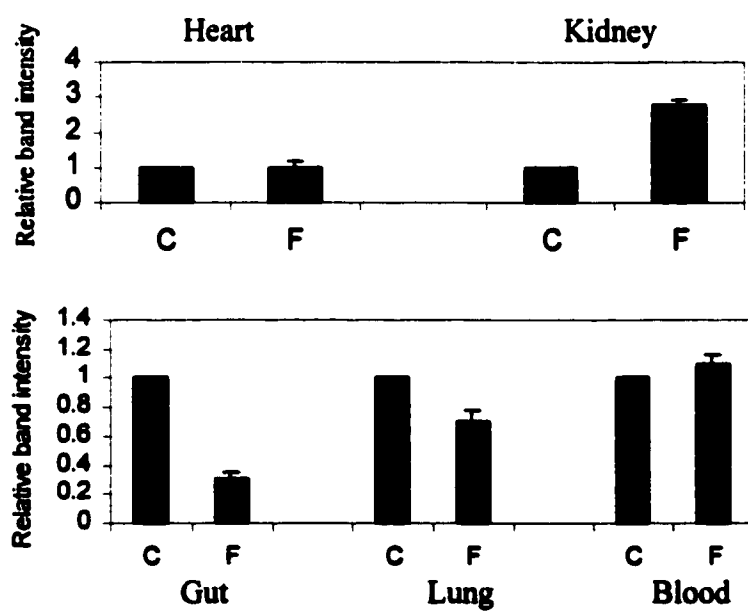 Heart Kidney
Relative band intensity
4
3
2
1
0
C F C F
Relative band intensity
1.4
1.2
1
0.8
0.6
0.4
0.2
0
C F C F C F
Gut Lung Blood